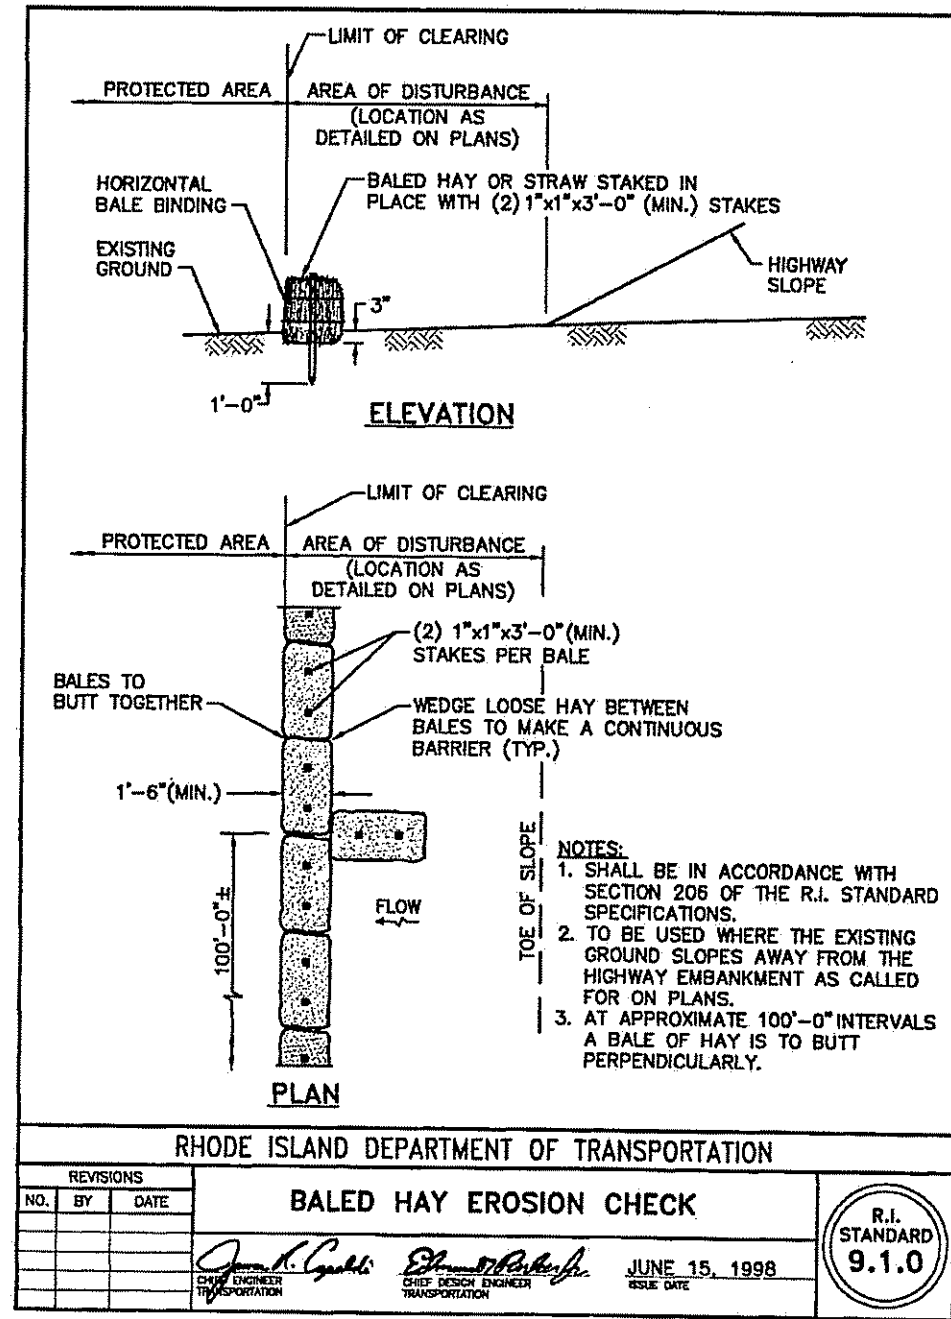 LIMIT OF CLEARING
PROTECTED AREA
AREA OF DISTURBANCE
(LOCATION AS
DETAILED ON PLANS)
HORIZONTAL
BALE BINDING
BALED HAY OR STRAW STAKED IN
PLACE WITH (2) 1"x1"x3'-0" (MIN.) STAKES
EXISTING
GROUND
HIGHWAY
SLOPE
3"
1'-0"
ELEVATION
LIMIT OF CLEARING
PROTECTED AREA
AREA OF DISTURBANCE
(LOCATION AS
DETAILED ON PLANS)
(2) 1"x1"x3'-0"(MIN.)
STAKES PER BALE
BALES TO
BUTT TOGETHER
WEDGE LOOSE HAY BETWEEN
BALES TO MAKE A CONTINUOUS
BARRIER (TYP.)
1'-6"(MIN.)
100'-0"±
FLOW
TOE OF SLOPE
NOTES:
1. SHALL BE IN ACCORDANCE WITH
SECTION 206 OF THE R.I. STANDARD
SPECIFICATIONS.
2. TO BE USED WHERE THE EXISTING
GROUND SLOPES AWAY FROM THE
HIGHWAY EMBANKMENT AS CALLED
FOR ON PLANS.
3. AT APPROXIMATE 100'-0" INTERVALS
A BALE OF HAY IS TO BUTT
PERPENDICULARLY.
PLAN
RHODE ISLAND DEPARTMENT OF TRANSPORTATION
REVISIONS
NO. BY DATE
BALED HAY EROSION CHECK
CHIEF ENGINEER
TRANSPORTATION
CHIEF DESIGN ENGINEER
TRANSPORTATION
JUNE 15, 1998
ISSUE DATE
R.I.
STANDARD
9.1.0